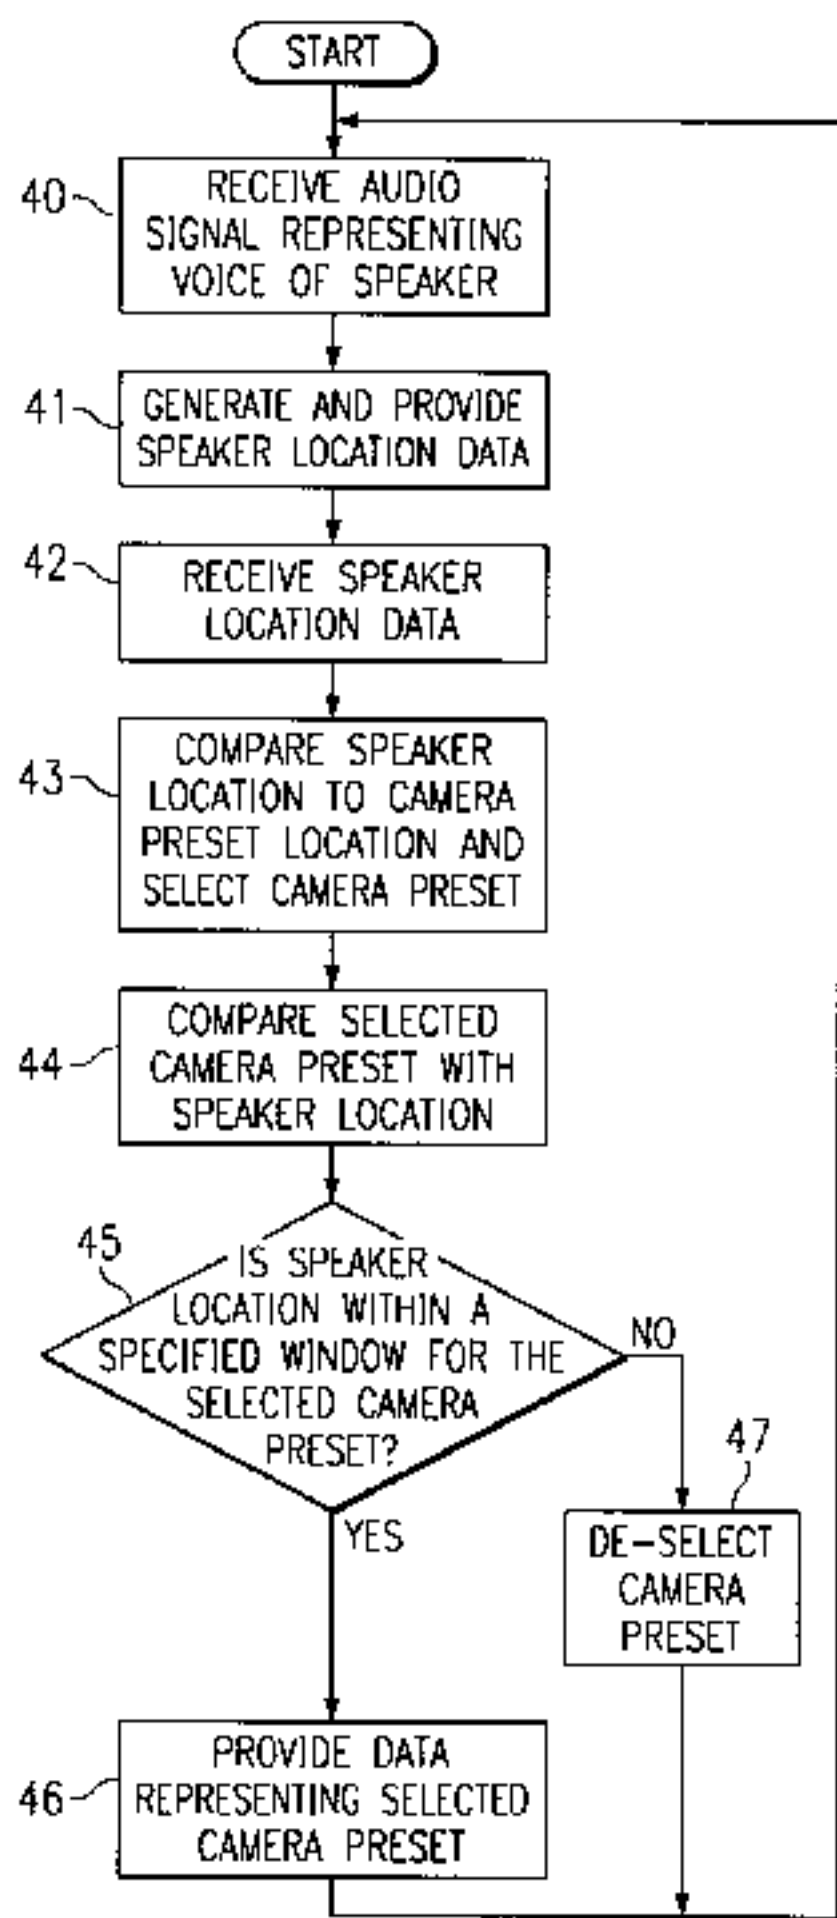 START
40
RECEIVE AUDIO
SIGNAL REPRESENTING
VOICE OF SPEAKER
41
GENERATE AND PROVIDE
SPEAKER LOCATION DATA
42
RECEIVE SPEAKER
LOCATION DATA
43
COMPARE SPEAKER
LOCATION TO CAMERA
PRESET LOCATION AND
SELECT CAMERA PRESET
44
COMPARE SELECTED
CAMERA PRESET WITH
SPEAKER LOCATION
45
IS SPEAKER
LOCATION WITHIN A
SPECIFIED WINDOW FOR THE
SELECTED CAMERA
PRESET?
NO
YES
47
DE-SELECT
CAMERA
PRESET
46
PROVIDE DATA
REPRESENTING SELECTED
CAMERA PRESET